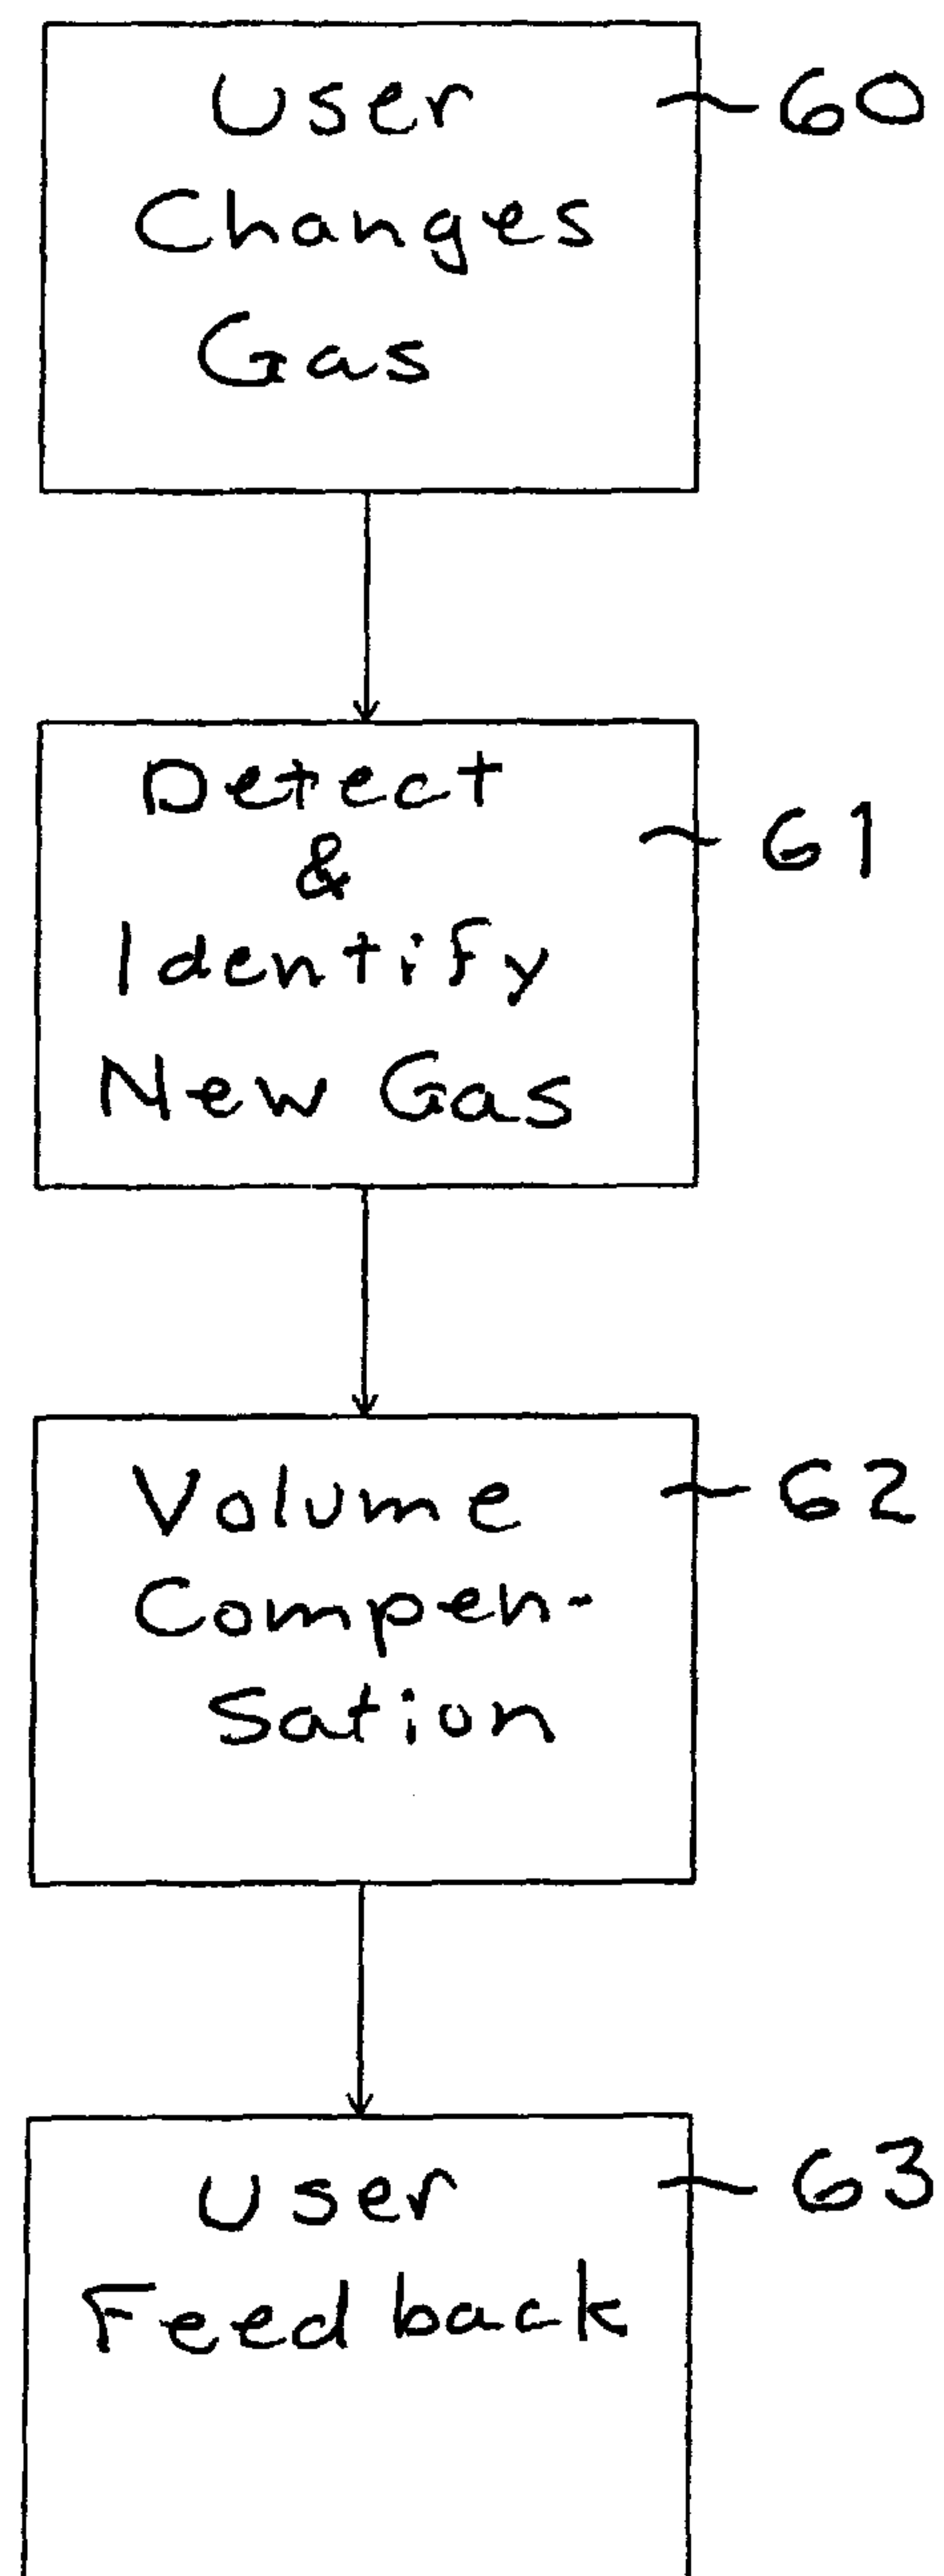 User
60
Changes
Gas
Detect
61
&
Identify
New Gas
Volume
62
Compen-
sation
User
63
Feedback